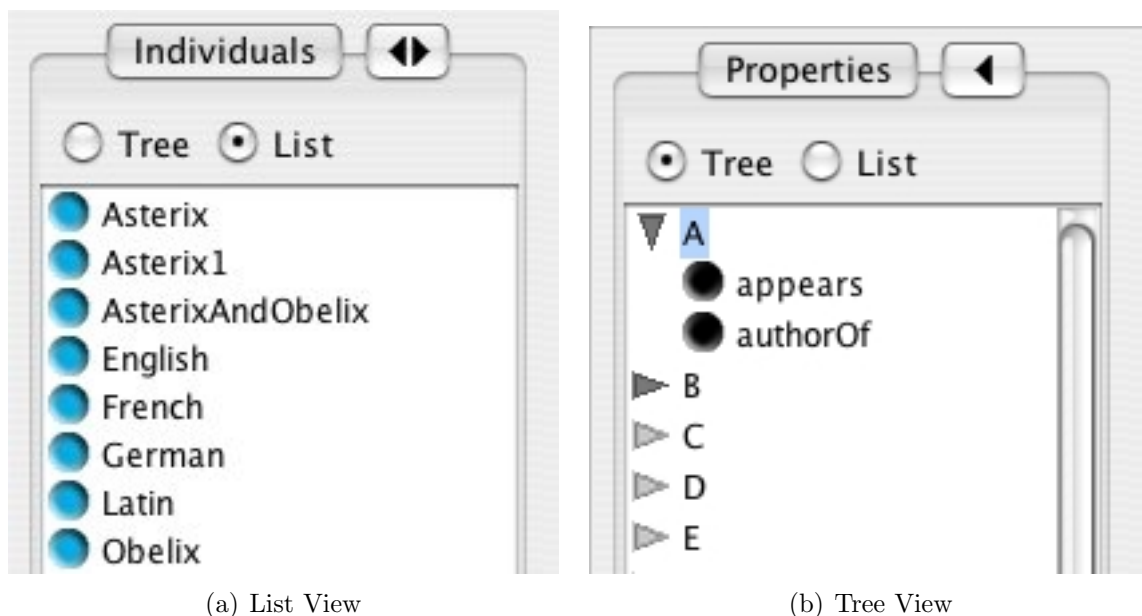 Individuals
Tree List
Asterix
Asterix1
AsterixAndObelix
English
French
German
Latin
Obelix
(a) List View
Properties
Tree List
A
appears
authorOf
B
C
D
E
(b) Tree View